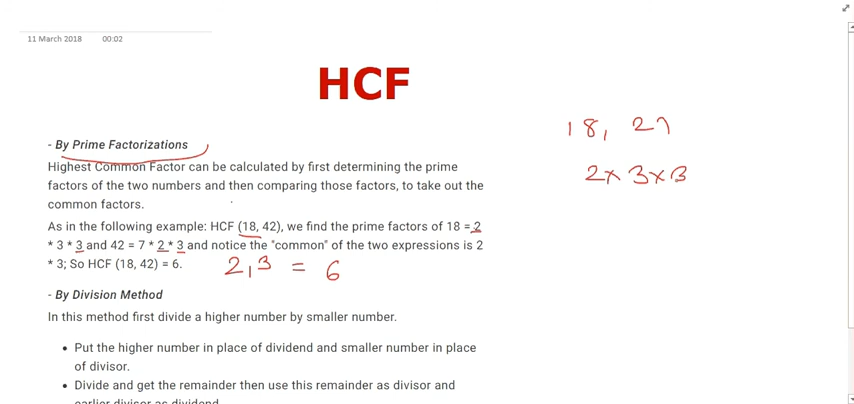 11 March 2018 00:02
HCF
18, 27
- By Prime Factorizations
2 x 3 x 3
Highest Common Factor can be calculated by first determining the prime
factors of the two numbers and then comparing those factors, to take out the
common factors.
As in the following example: HCF (18, 42), we find the prime factors of 18 = 2
* 3 * 3 and 42 = 7 * 2 * 3 and notice the "common" of the two expressions is 2
* 3; So HCF (18, 42) = 6.
2, 3 = 6
- By Division Method
In this method first divide a higher number by smaller number.
• Put the higher number in place of dividend and smaller number in place
of divisor.
• Divide and get the remainder then use this remainder as divisor and
earlier divisor as dividend